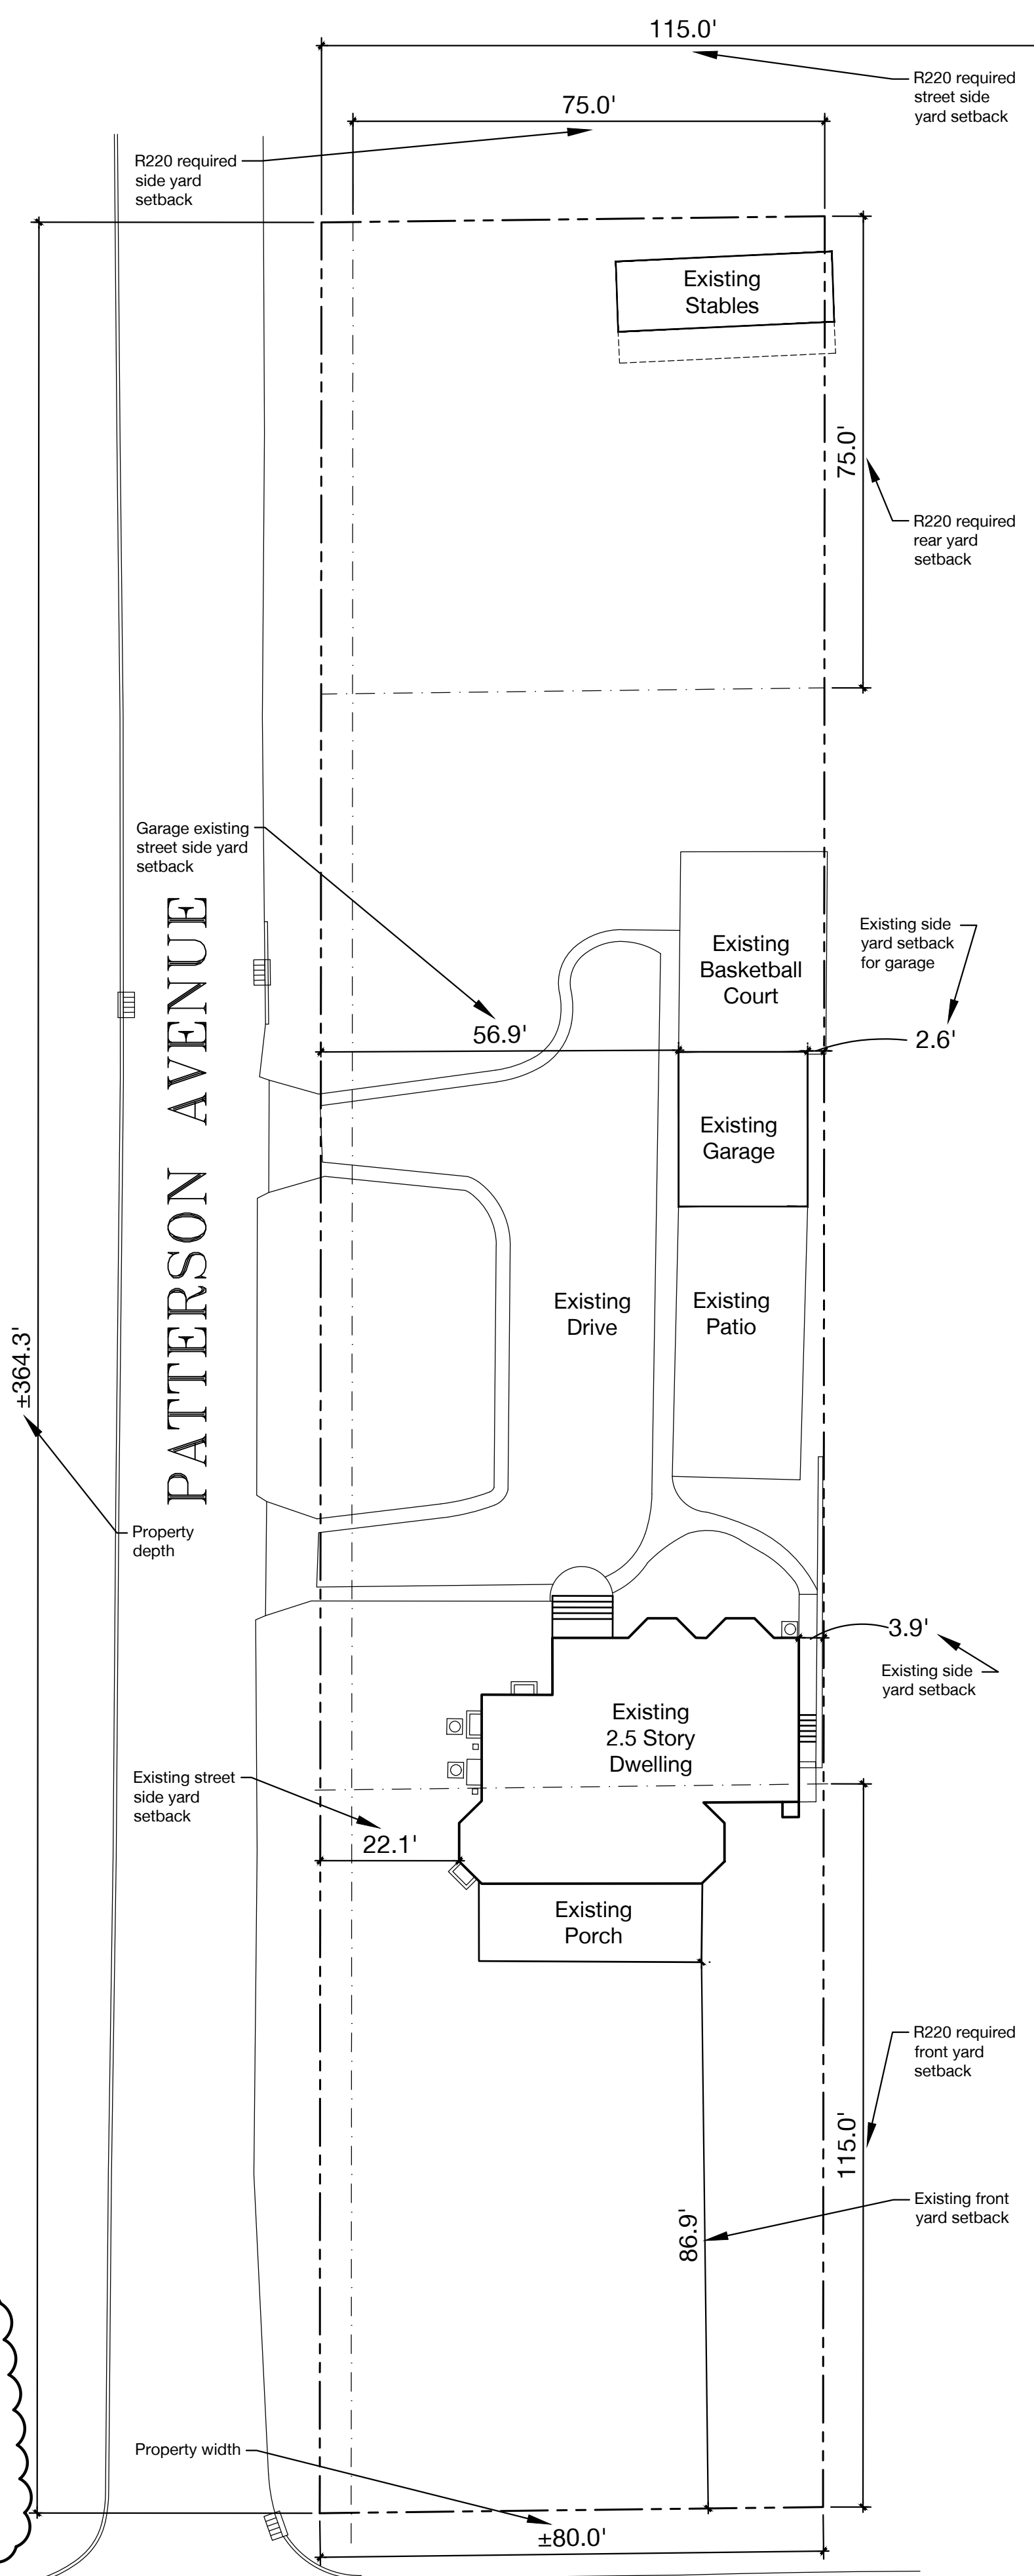 115.0'
R220 required
street side
yard setback
75.0'
R220 required
side yard
setback
Existing
Stables
75.0'
R220 required
rear yard
setback
Garage existing
street side yard
setback
PATTERSON AVENUE
Existing
Basketball
Court
Existing side
yard setback
for garage
56.9'
2.6'
Existing
Garage
Existing
Drive
Existing
Patio
±364.3'
Property
depth
3.9'
Existing side
yard setback
Existing
2.5 Story
Dwelling
Existing street
side yard
setback
22.1'
Existing
Porch
R220 required
front yard
setback
115.0'
Existing front
yard setback
86.9'
Property width
±80.0'